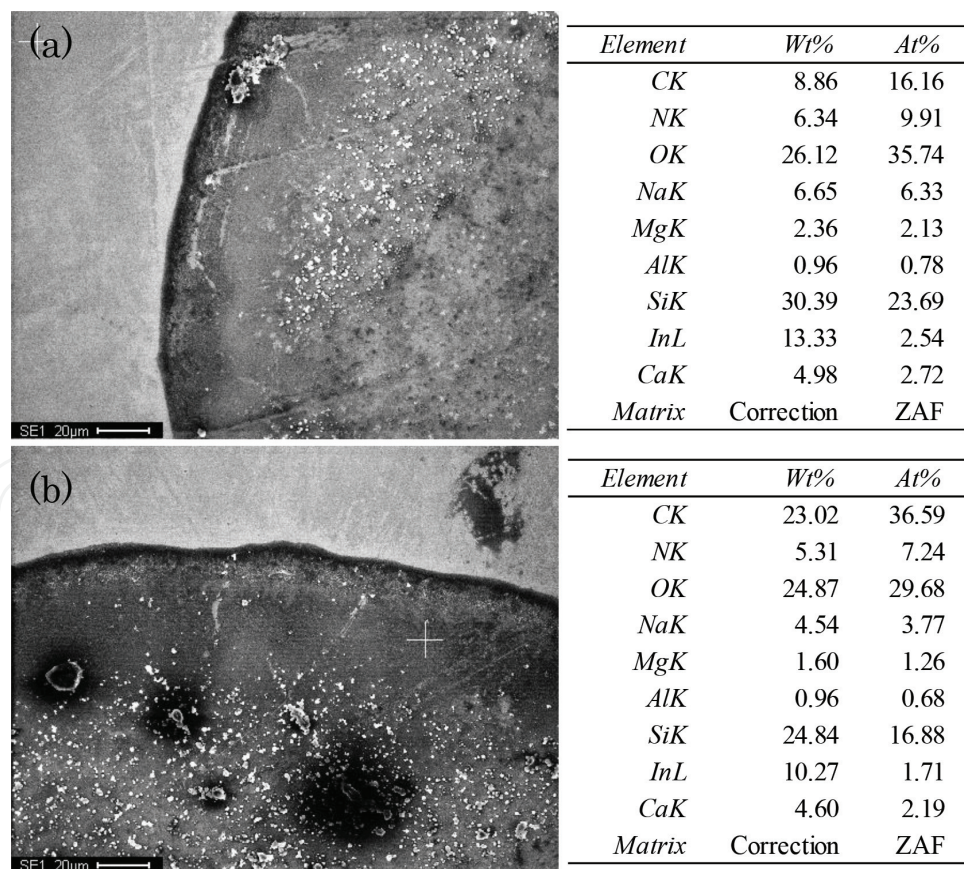 (a)
SE1 20µm
Element Wt% At%
CK 8.86 16.16
NK 6.34 9.91
OK 26.12 35.74
NaK 6.65 6.33
MgK 2.36 2.13
AlK 0.96 0.78
SiK 30.39 23.69
InL 13.33 2.54
CaK 4.98 2.72
Matrix Correction ZAF
(b)
SE1 20µm
Element Wt% At%
CK 23.02 36.59
NK 5.31 7.24
OK 24.87 29.68
NaK 4.54 3.77
MgK 1.60 1.26
AlK 0.96 0.68
SiK 24.84 16.88
InL 10.27 1.71
CaK 4.60 2.19
Matrix Correction ZAF